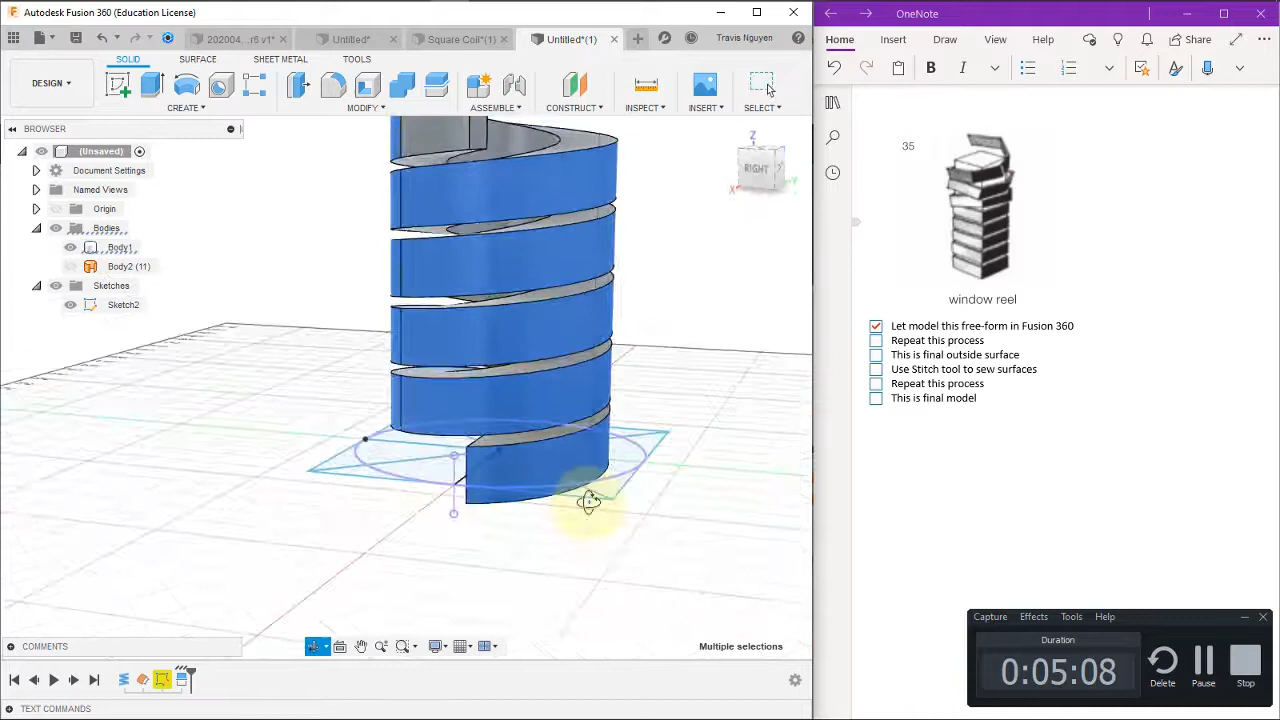 Autodesk Fusion 360 (Education License)
OneNote
202004...r6 v1*
Untitled*
Square Coil*(1)
Untitled*(1)
Travis Nguyen
Home
Insert
Draw
View
Help
Share
SOLID
SURFACE
SHEET METAL
TOOLS
DESIGN
CREATE
MODIFY
ASSEMBLE
CONSTRUCT
INSPECT
INSERT
SELECT
BROWSER
(Unsaved)
Document Settings
Named Views
Origin
Bodies
Body1
Body2 (11)
Sketches
Sketch2
Z
RIGHT
X
Y
35
window reel
Let model this free-form in Fusion 360
Repeat this process
This is final outside surface
Use Stitch tool to sew surfaces
Repeat this process
This is final model
Capture
Effects
Tools
Help
Duration
0:05:08
Delete
Pause
Stop
COMMENTS
Multiple selections
TEXT COMMANDS